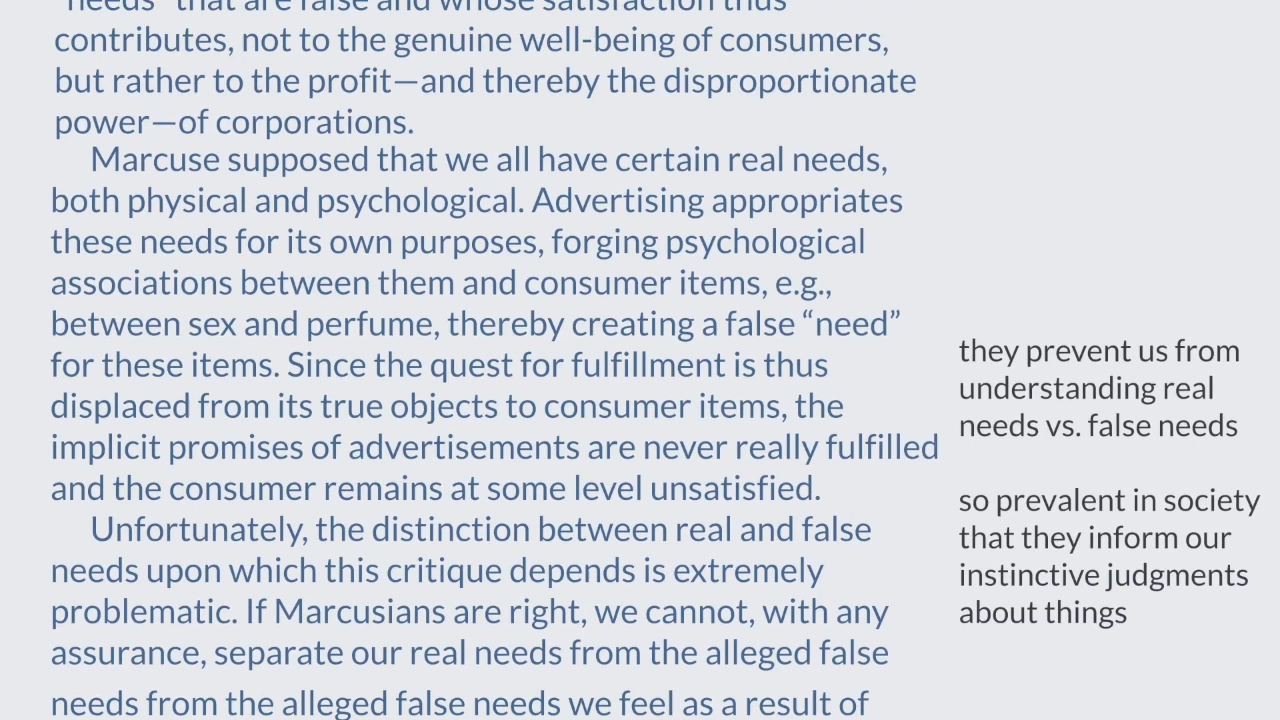 "needs" that are false and whose satisfaction thus
contributes, not to the genuine well-being of consumers,
but rather to the profit—and thereby the disproportionate
power—of corporations.
Marcuse supposed that we all have certain real needs,
both physical and psychological. Advertising appropriates
these needs for its own purposes, forging psychological
associations between them and consumer items, e.g.,
between sex and perfume, thereby creating a false “need”
for these items. Since the quest for fulfillment is thus
displaced from its true objects to consumer items, the
implicit promises of advertisements are never really fulfilled
and the consumer remains at some level unsatisfied.
Unfortunately, the distinction between real and false
needs upon which this critique depends is extremely
problematic. If Marcusians are right, we cannot, with any
assurance, separate our real needs from the alleged false
needs from the alleged false needs we feel as a result of
they prevent us from
understanding real
needs vs. false needs
so prevalent in society
that they inform our
instinctive judgments
about things